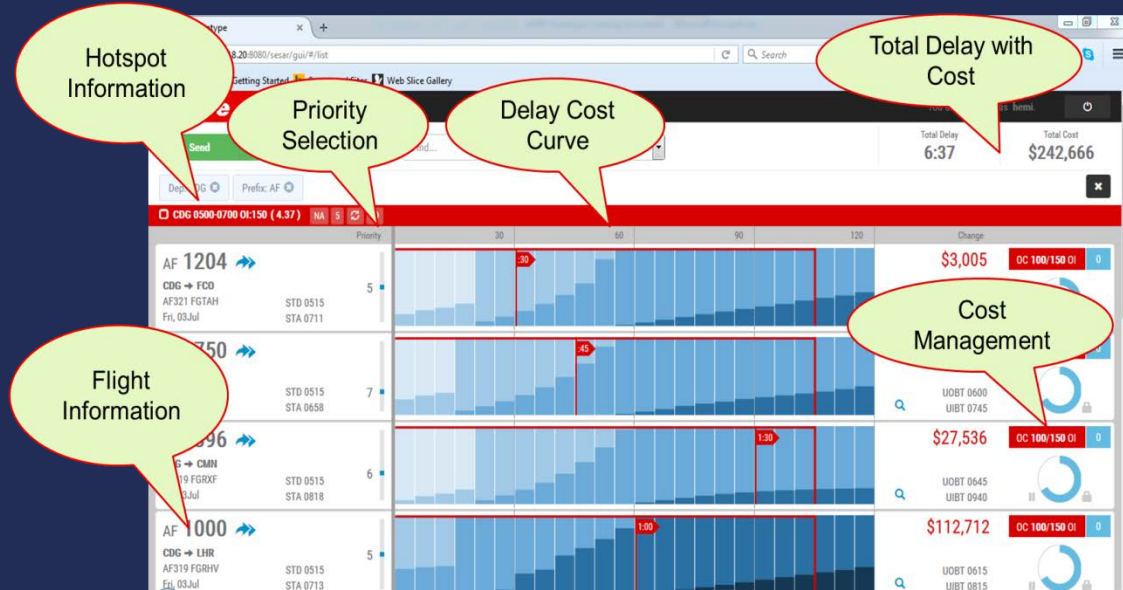 Hotspot
Information
Priority
Selection
Delay Cost
Curve
Total Delay with
Cost
Cost
Management
Flight
Information
8.20:8080/sesar/gui/#/list
Search
Getting Started
Web Slice Gallery
hemi
Send
Total Delay
6:37
Total Cost
$242,666
Prefix: AF
CDG 0500-0700 OI:150 ( 4.37 ) NA 5
Priority 30 60 90 120 Change
AF 1204
CDG → FCO
AF321 FGTAH
Fri, 03Jul
STD 0515
STA 0711
5
:30
$3,005
OC 100/150 OI 0
STD 0515
STA 0658
7
:45
UOBT 0600
UIBT 0745
0
CMN
FGRXF
STD 0515
STA 0818
6
1:30
$27,536
OC 100/150 OI 0
UOBT 0645
UIBT 0940
AF 1000
CDG → LHR
AF319 FGRHV
Fri, 03Jul
STD 0515
STA 0713
5
1:00
$112,712
OC 100/150 OI 0
UOBT 0615
UIBT 0815